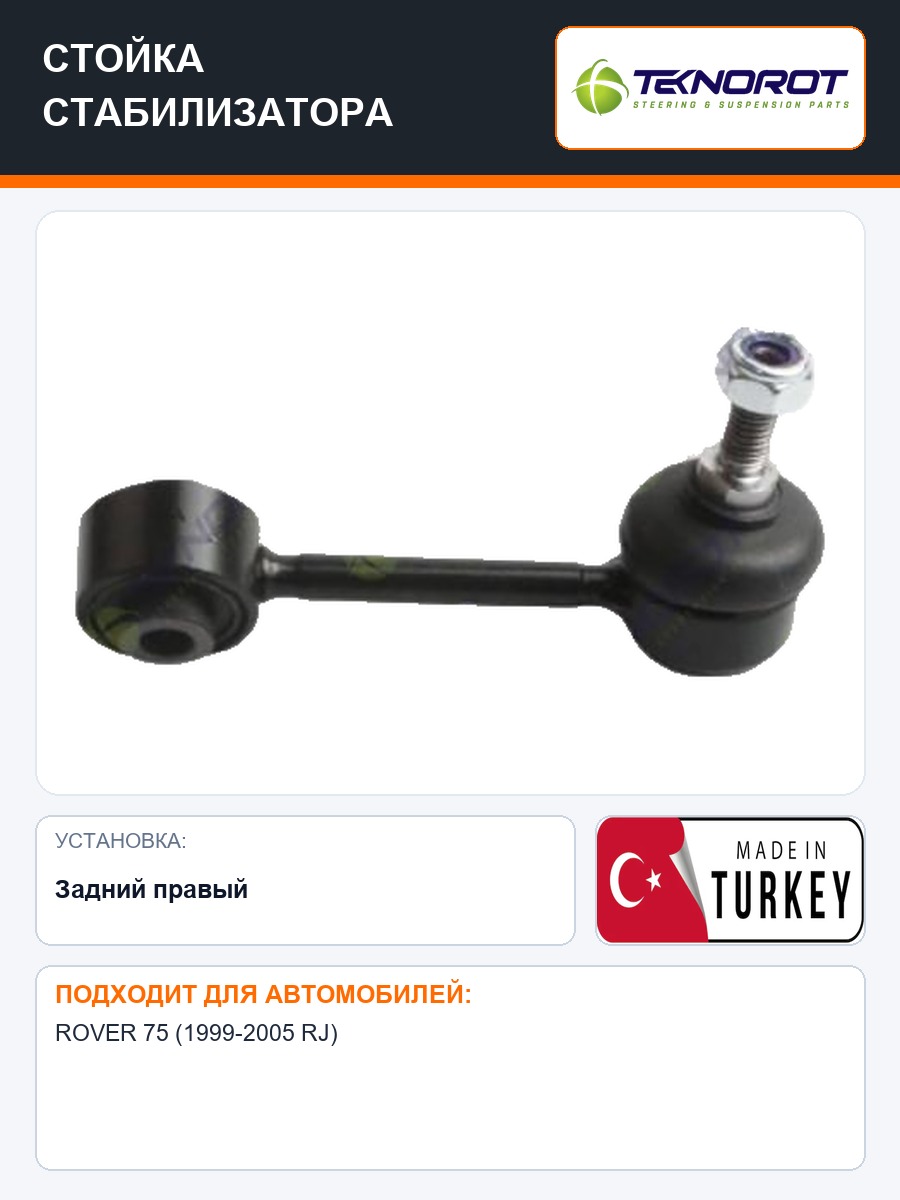 СТОЙКА
СТАБИЛИЗАТОРА
TEKNOROT
STEERING & SUSPENSION PARTS
УСТАНОВКА:
Задний правый
MADE IN
TURKEY
ПОДХОДИТ ДЛЯ АВТОМОБИЛЕЙ:
ROVER 75 (1999-2005 RJ)